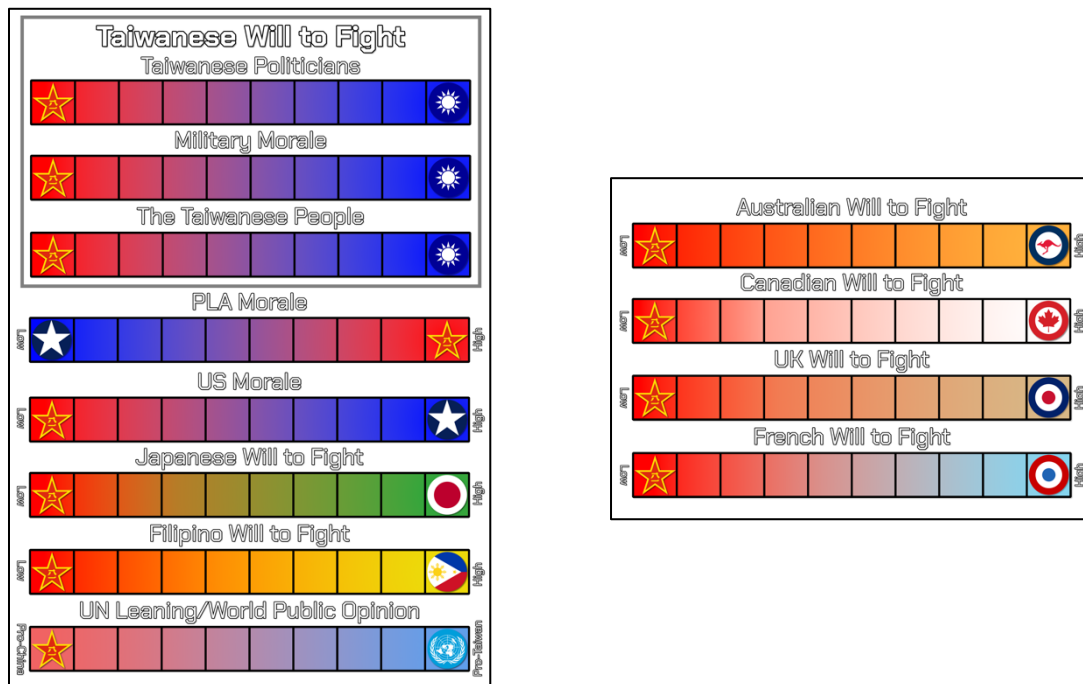 Taiwanese Will to Fight
Taiwanese Politicians
Military Morale
The Taiwanese People
PLA Morale
Low
High
US Morale
Low
High
Japanese Will to Fight
Low
High
Filipino Will to Fight
Low
High
UN Leaning/World Public Opinion
Pro-China
Pro-Taiwan
Australian Will to Fight
Low
High
Canadian Will to Fight
Low
High
UK Will to Fight
Low
High
French Will to Fight
Low
High